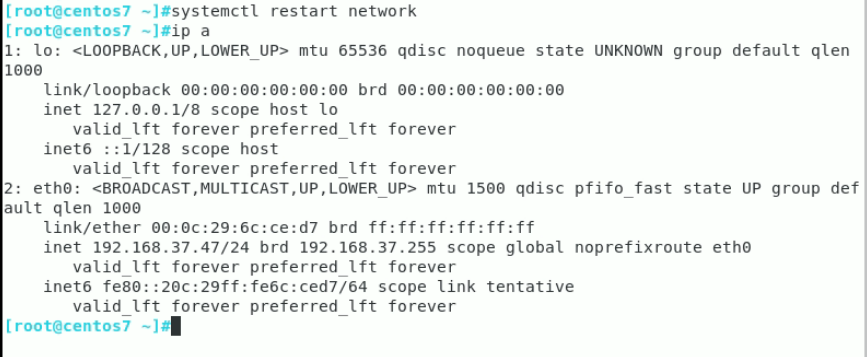 [root@centos7 ~]#systemctl restart network
[root@centos7 ~]#ip a
1: lo: <LOOPBACK,UP,LOWER_UP> mtu 65536 qdisc noqueue state UNKNOWN group default qlen
1000
    link/loopback 00:00:00:00:00:00 brd 00:00:00:00:00:00
    inet 127.0.0.1/8 scope host lo
       valid_lft forever preferred_lft forever
    inet6 ::1/128 scope host
       valid_lft forever preferred_lft forever
2: eth0: <BROADCAST,MULTICAST,UP,LOWER_UP> mtu 1500 qdisc pfifo_fast state UP group def
ault qlen 1000
    link/ether 00:0c:29:6c:ce:d7 brd ff:ff:ff:ff:ff:ff
    inet 192.168.37.47/24 brd 192.168.37.255 scope global noprefixroute eth0
       valid_lft forever preferred_lft forever
    inet6 fe80::20c:29ff:fe6c:ced7/64 scope link tentative
       valid_lft forever preferred_lft forever
[root@centos7 ~]#